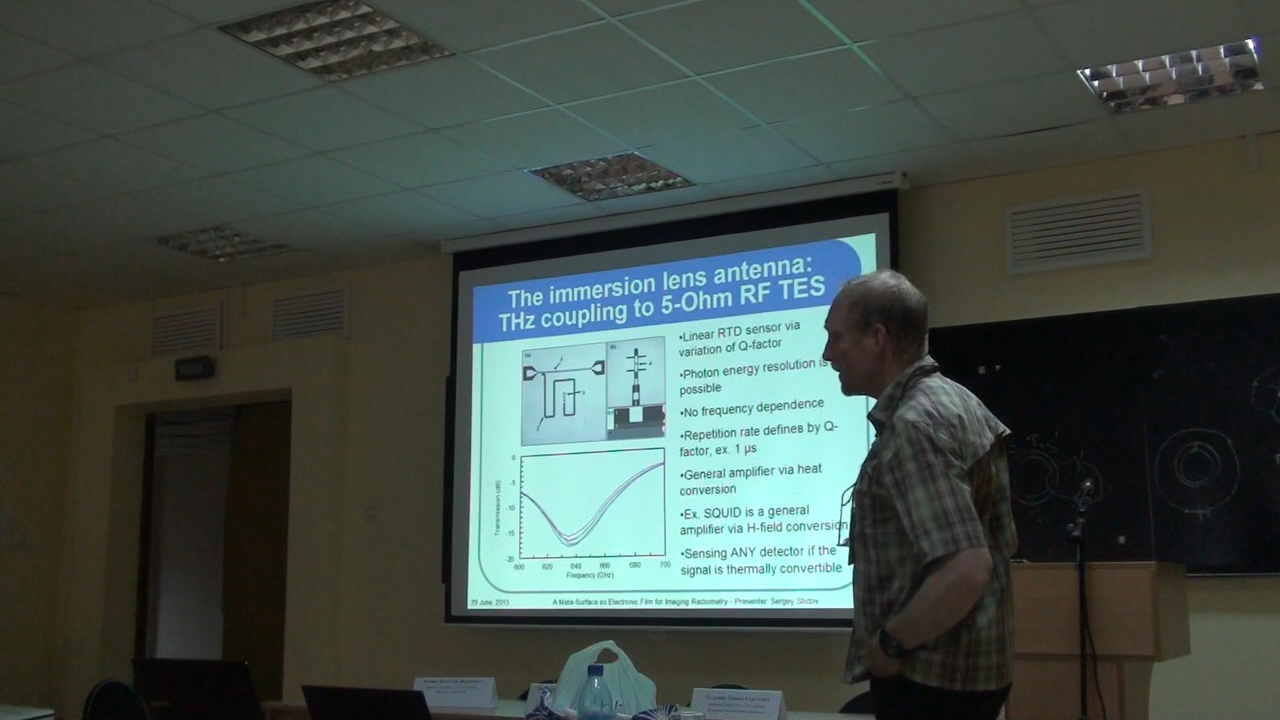 The immersion lens antenna:
THz coupling to 5-Ohm RF TES
•Linear RTD sensor via
variation of Q-factor
•Photon energy resolution is
possible
•No frequency dependence
•Repetition rate defineв by Q-
factor, ex. 1 µs
•General amplifier via heat
conversion
•Ex. SQUID is a general
amplifier via H-field conversion
•Sensing ANY detector if the
signal is thermally convertible
0
-5
-10
-15
-20
Transmission (dB)
600 620 640 660 680 700
Frequency (GHz)
29 June, 2013 A Meta-Surface as Electronic Film for Imaging Radiometry - Presenter: Sergey Shitov